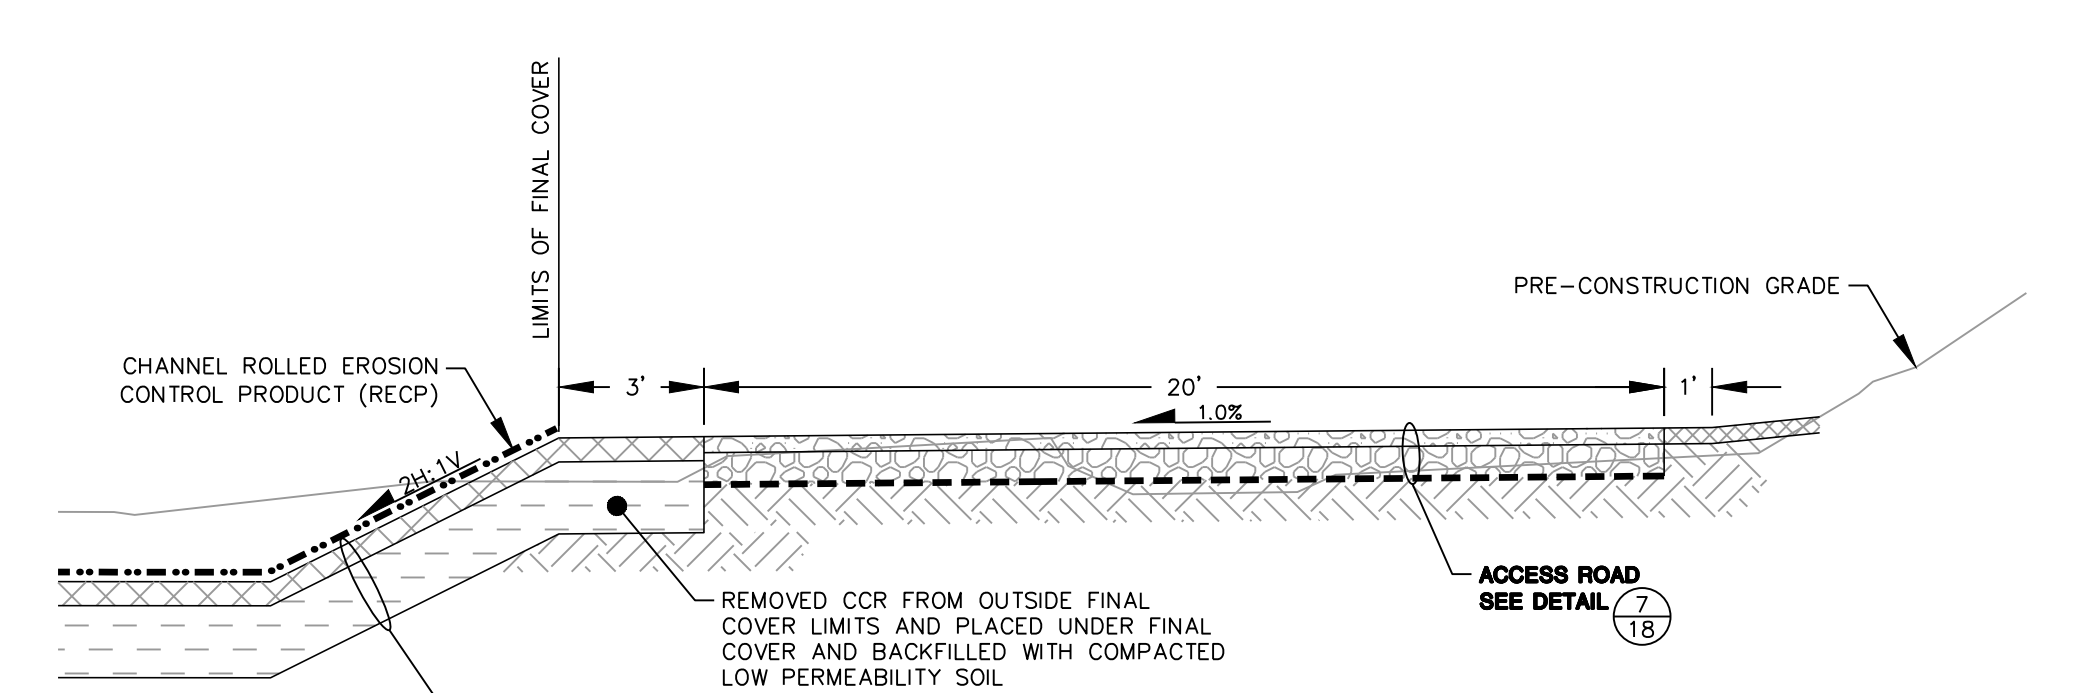 LIMITS OF FINAL COVER
PRE-CONSTRUCTION GRADE
CHANNEL ROLLED EROSION
CONTROL PRODUCT (RECP)
3'
20'
1'
1.0%
2H:1V
ACCESS ROAD
SEE DETAIL
7
18
REMOVED CCR FROM OUTSIDE FINAL
COVER LIMITS AND PLACED UNDER FINAL
COVER AND BACKFILLED WITH COMPACTED
LOW PERMEABILITY SOIL